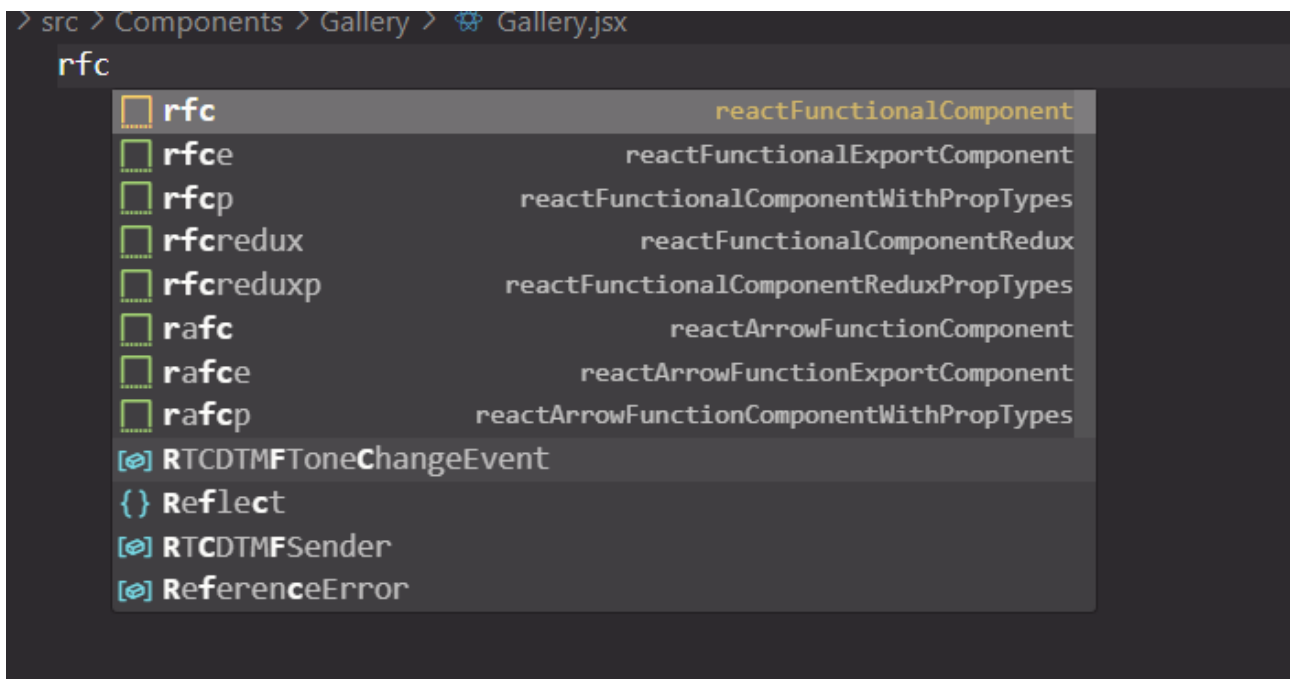 > src > Components > Gallery > Gallery.jsx
rfc
rfc reactFunctionalComponent
rfce reactFunctionalExportComponent
rfcp reactFunctionalComponentWithPropTypes
rfcredux reactFunctionalComponentRedux
rfcreduxp reactFunctionalComponentReduxPropTypes
rafc reactArrowFunctionComponent
rafce reactArrowFunctionExportComponent
rafcp reactArrowFunctionComponentWithPropTypes
RTCDTMFToneChangeEvent
{} Reflect
RTCDTMFSender
ReferenceError